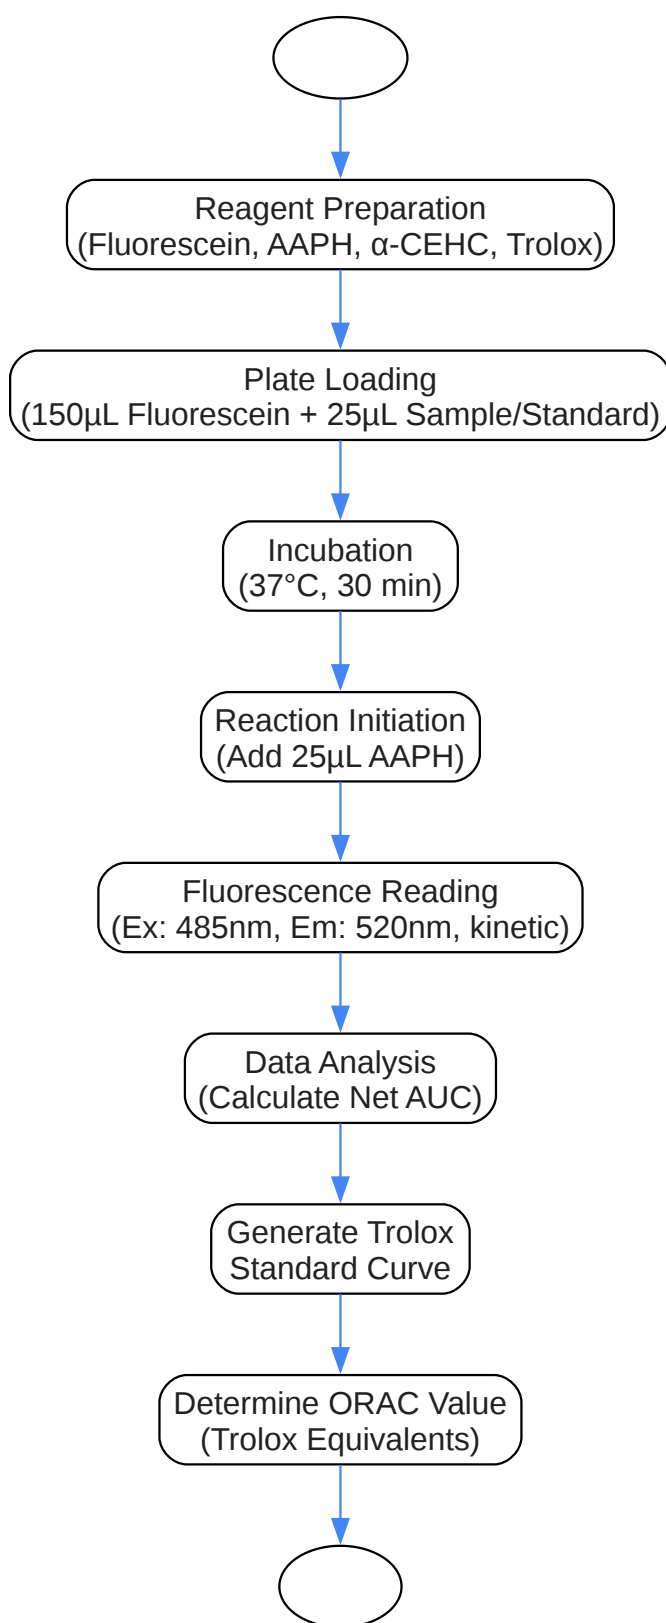 Reagent Preparation
(Fluorescein, AAPH, α-CEHC, Trolox)
Plate Loading
(150µL Fluorescein + 25µL Sample/Standard)
Incubation
(37°C, 30 min)
Reaction Initiation
(Add 25µL AAPH)
Fluorescence Reading
(Ex: 485nm, Em: 520nm, kinetic)
Data Analysis
(Calculate Net AUC)
Generate Trolox
Standard Curve
Determine ORAC Value
(Trolox Equivalents)